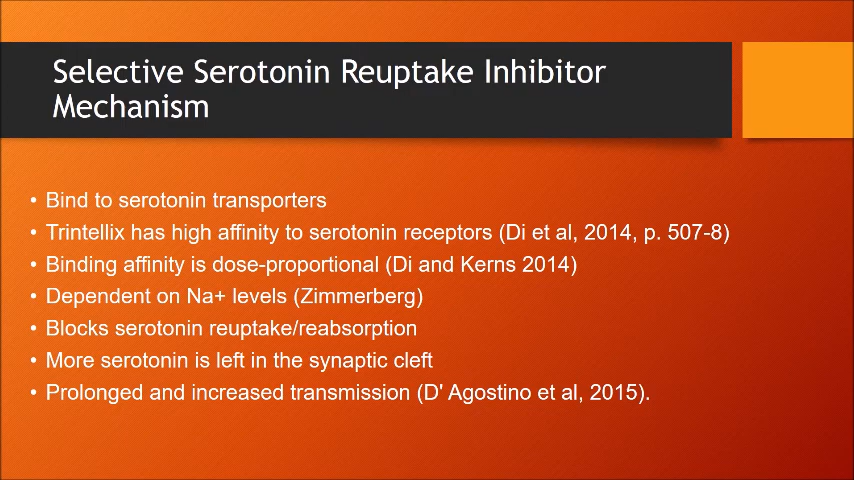 Selective Serotonin Reuptake Inhibitor
Mechanism
• Bind to serotonin transporters
• Trintellix has high affinity to serotonin receptors (Di et al, 2014, p. 507-8)
• Binding affinity is dose-proportional (Di and Kerns 2014)
• Dependent on Na+ levels (Zimmerberg)
• Blocks serotonin reuptake/reabsorption
• More serotonin is left in the synaptic cleft
• Prolonged and increased transmission (D' Agostino et al, 2015).